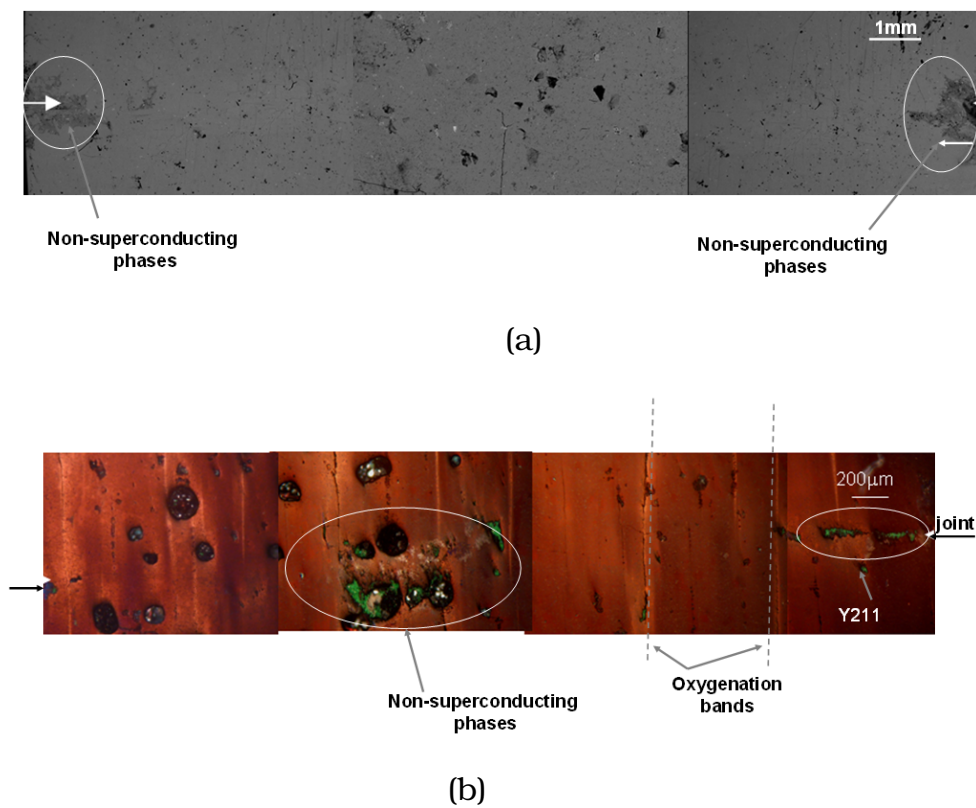 1mm
Non-superconducting
phases
Non-superconducting
phases
(a)
200μm
joint
Y211
Non-superconducting
phases
Oxygenation
bands
(b)